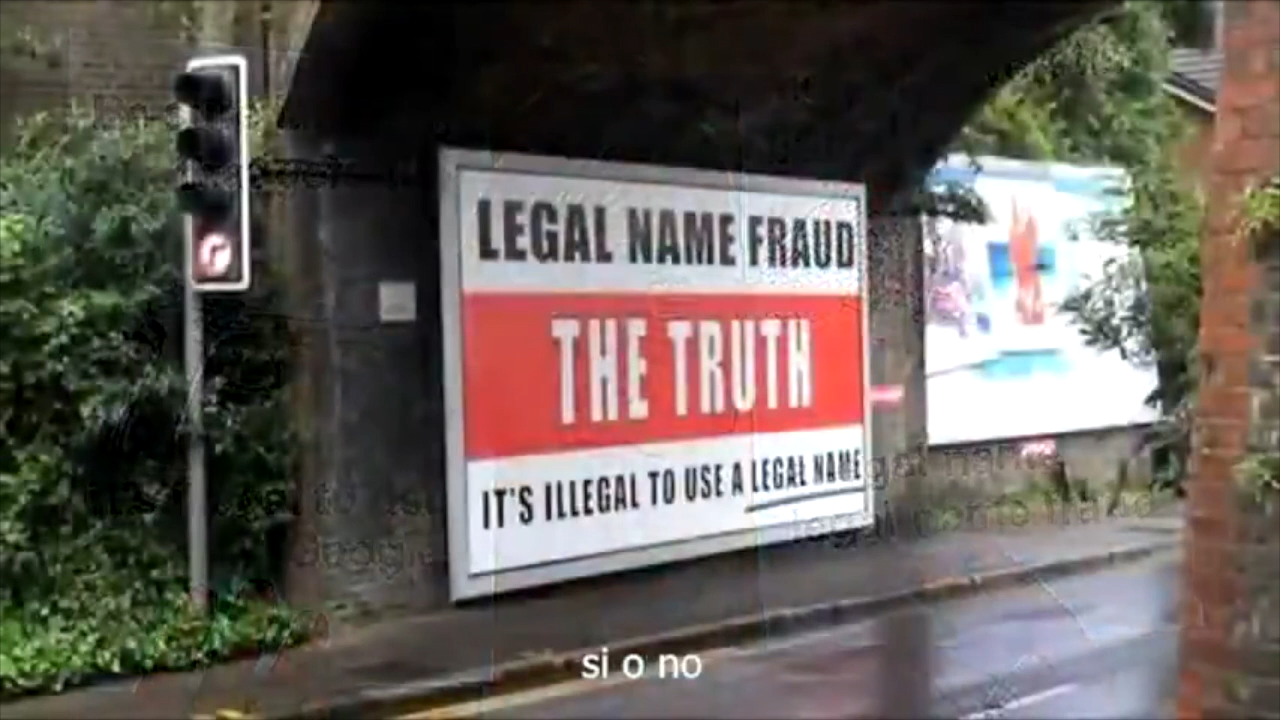 LEGAL NAME FRAUD
THE TRUTH
IT'S ILLEGAL TO USE A LEGAL NAME
si o no